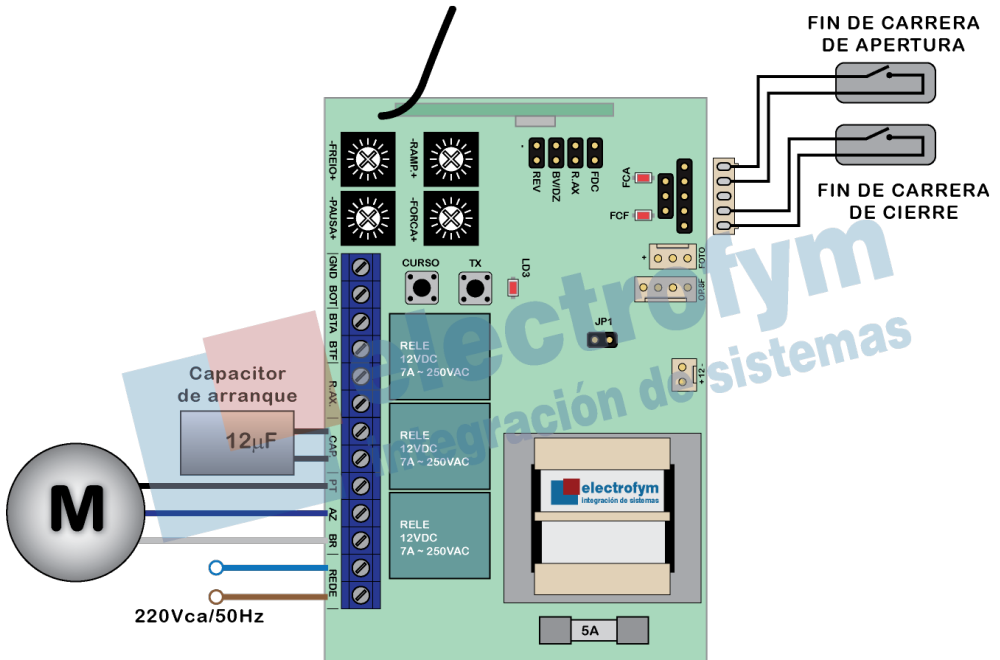 FIN DE CARRERA
DE APERTURA
FIN DE CARRERA
DE CIERRE
-FREIO+
-RAMP.+
-PAUSA+
-FORCA+
REV
BV/DZ
R.AX
FDC
FCA
FCF
+ FOTO
OP.8F
CURSO
TX
LD3
JP1
+12-
GND
BOT
BTA
BTF
R.AX.
CAP
PT
AZ
BR
REDE
RELE
12VDC
7A ~ 250VAC
RELE
12VDC
7A ~ 250VAC
RELE
12VDC
7A ~ 250VAC
Capacitor
de arranque
12µF
M
220Vca/50Hz
electrofym
integración de sistemas
5A
electrofym
integración de sistemas